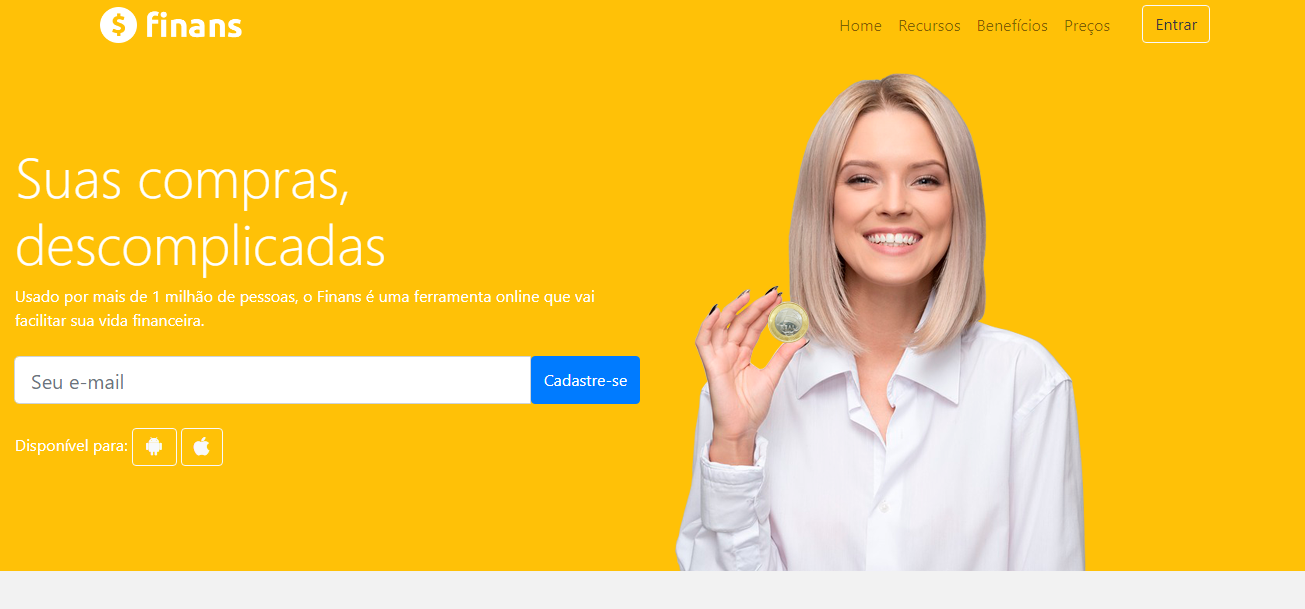 finans
Home Recursos Benefícios Preços Entrar
Suas compras,
descomplicadas
Usado por mais de 1 milhão de pessoas, o Finans é uma ferramenta online que vai
facilitar sua vida financeira.
Seu e-mail Cadastre-se
Disponível para: